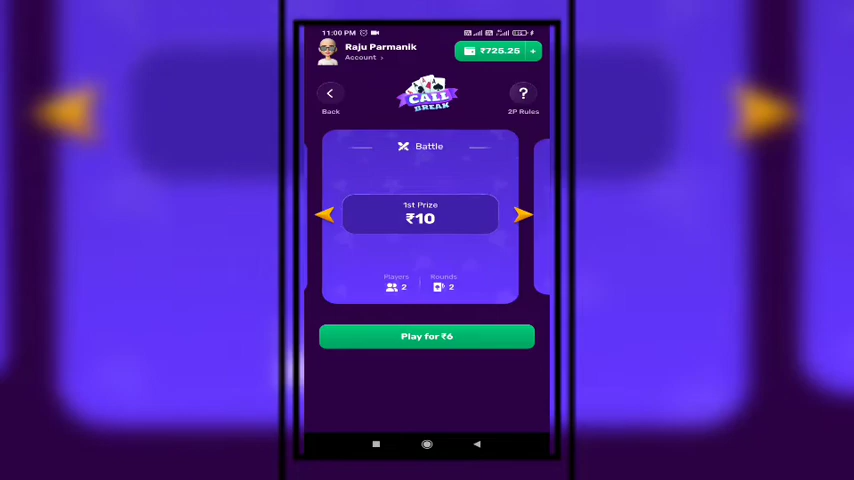 11:00 PM
Raju Parmanik
Account >
₹725.25 +
CALL
BREAK
Back
?
2P Rules
Battle
1st Prize
₹10
Players
Rounds
2
2
Play for ₹6